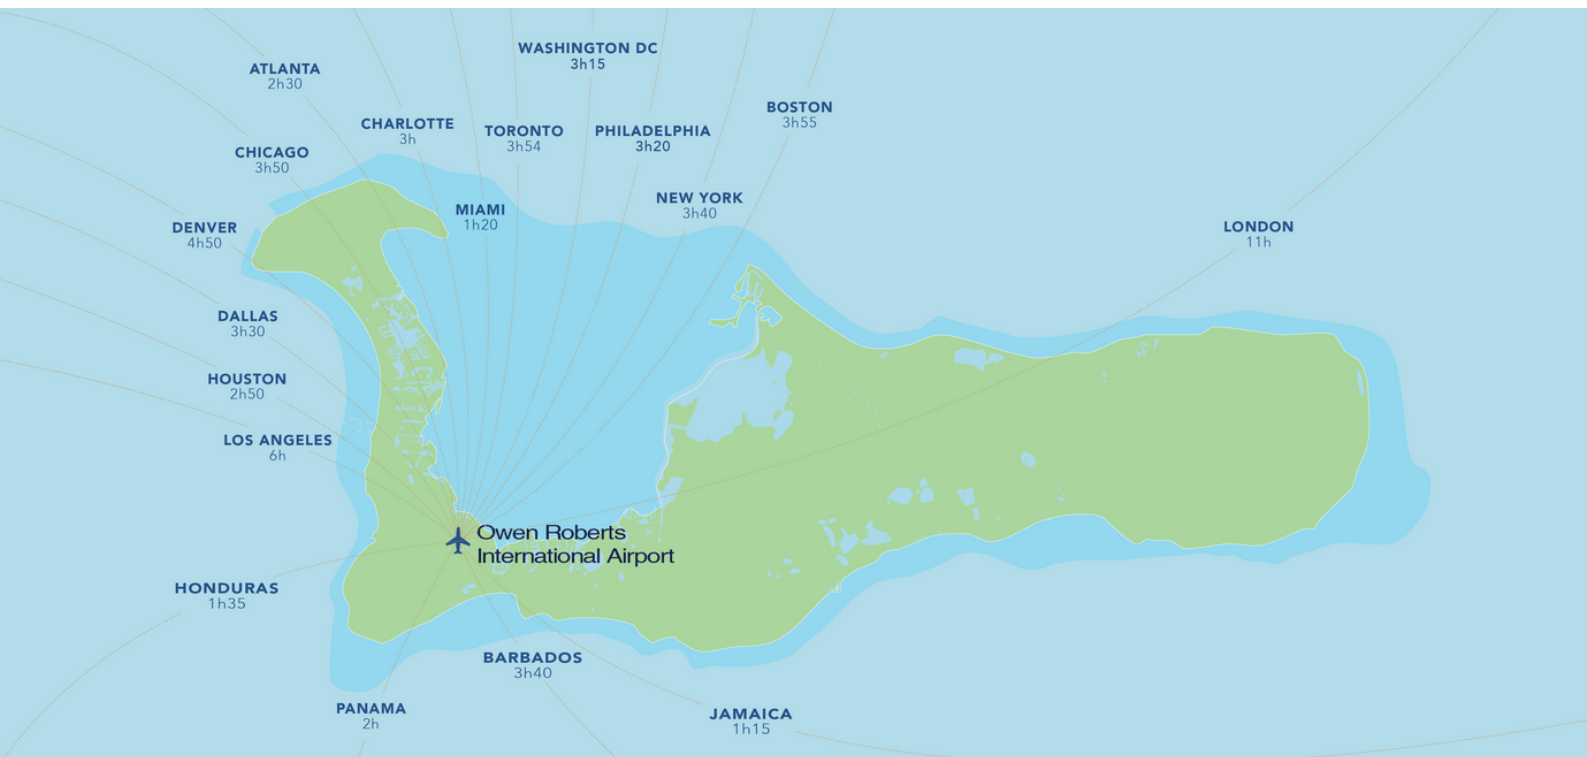 WASHINGTON DC
3h15
ATLANTA
2h30
BOSTON
3h55
CHARLOTTE
3h
TORONTO
3h54
PHILADELPHIA
3h20
CHICAGO
3h50
NEW YORK
3h40
MIAMI
1h20
DENVER
4h50
LONDON
11h
DALLAS
3h30
HOUSTON
2h50
LOS ANGELES
6h
Owen Roberts
International Airport
HONDURAS
1h35
BARBADOS
3h40
PANAMA
2h
JAMAICA
1h15